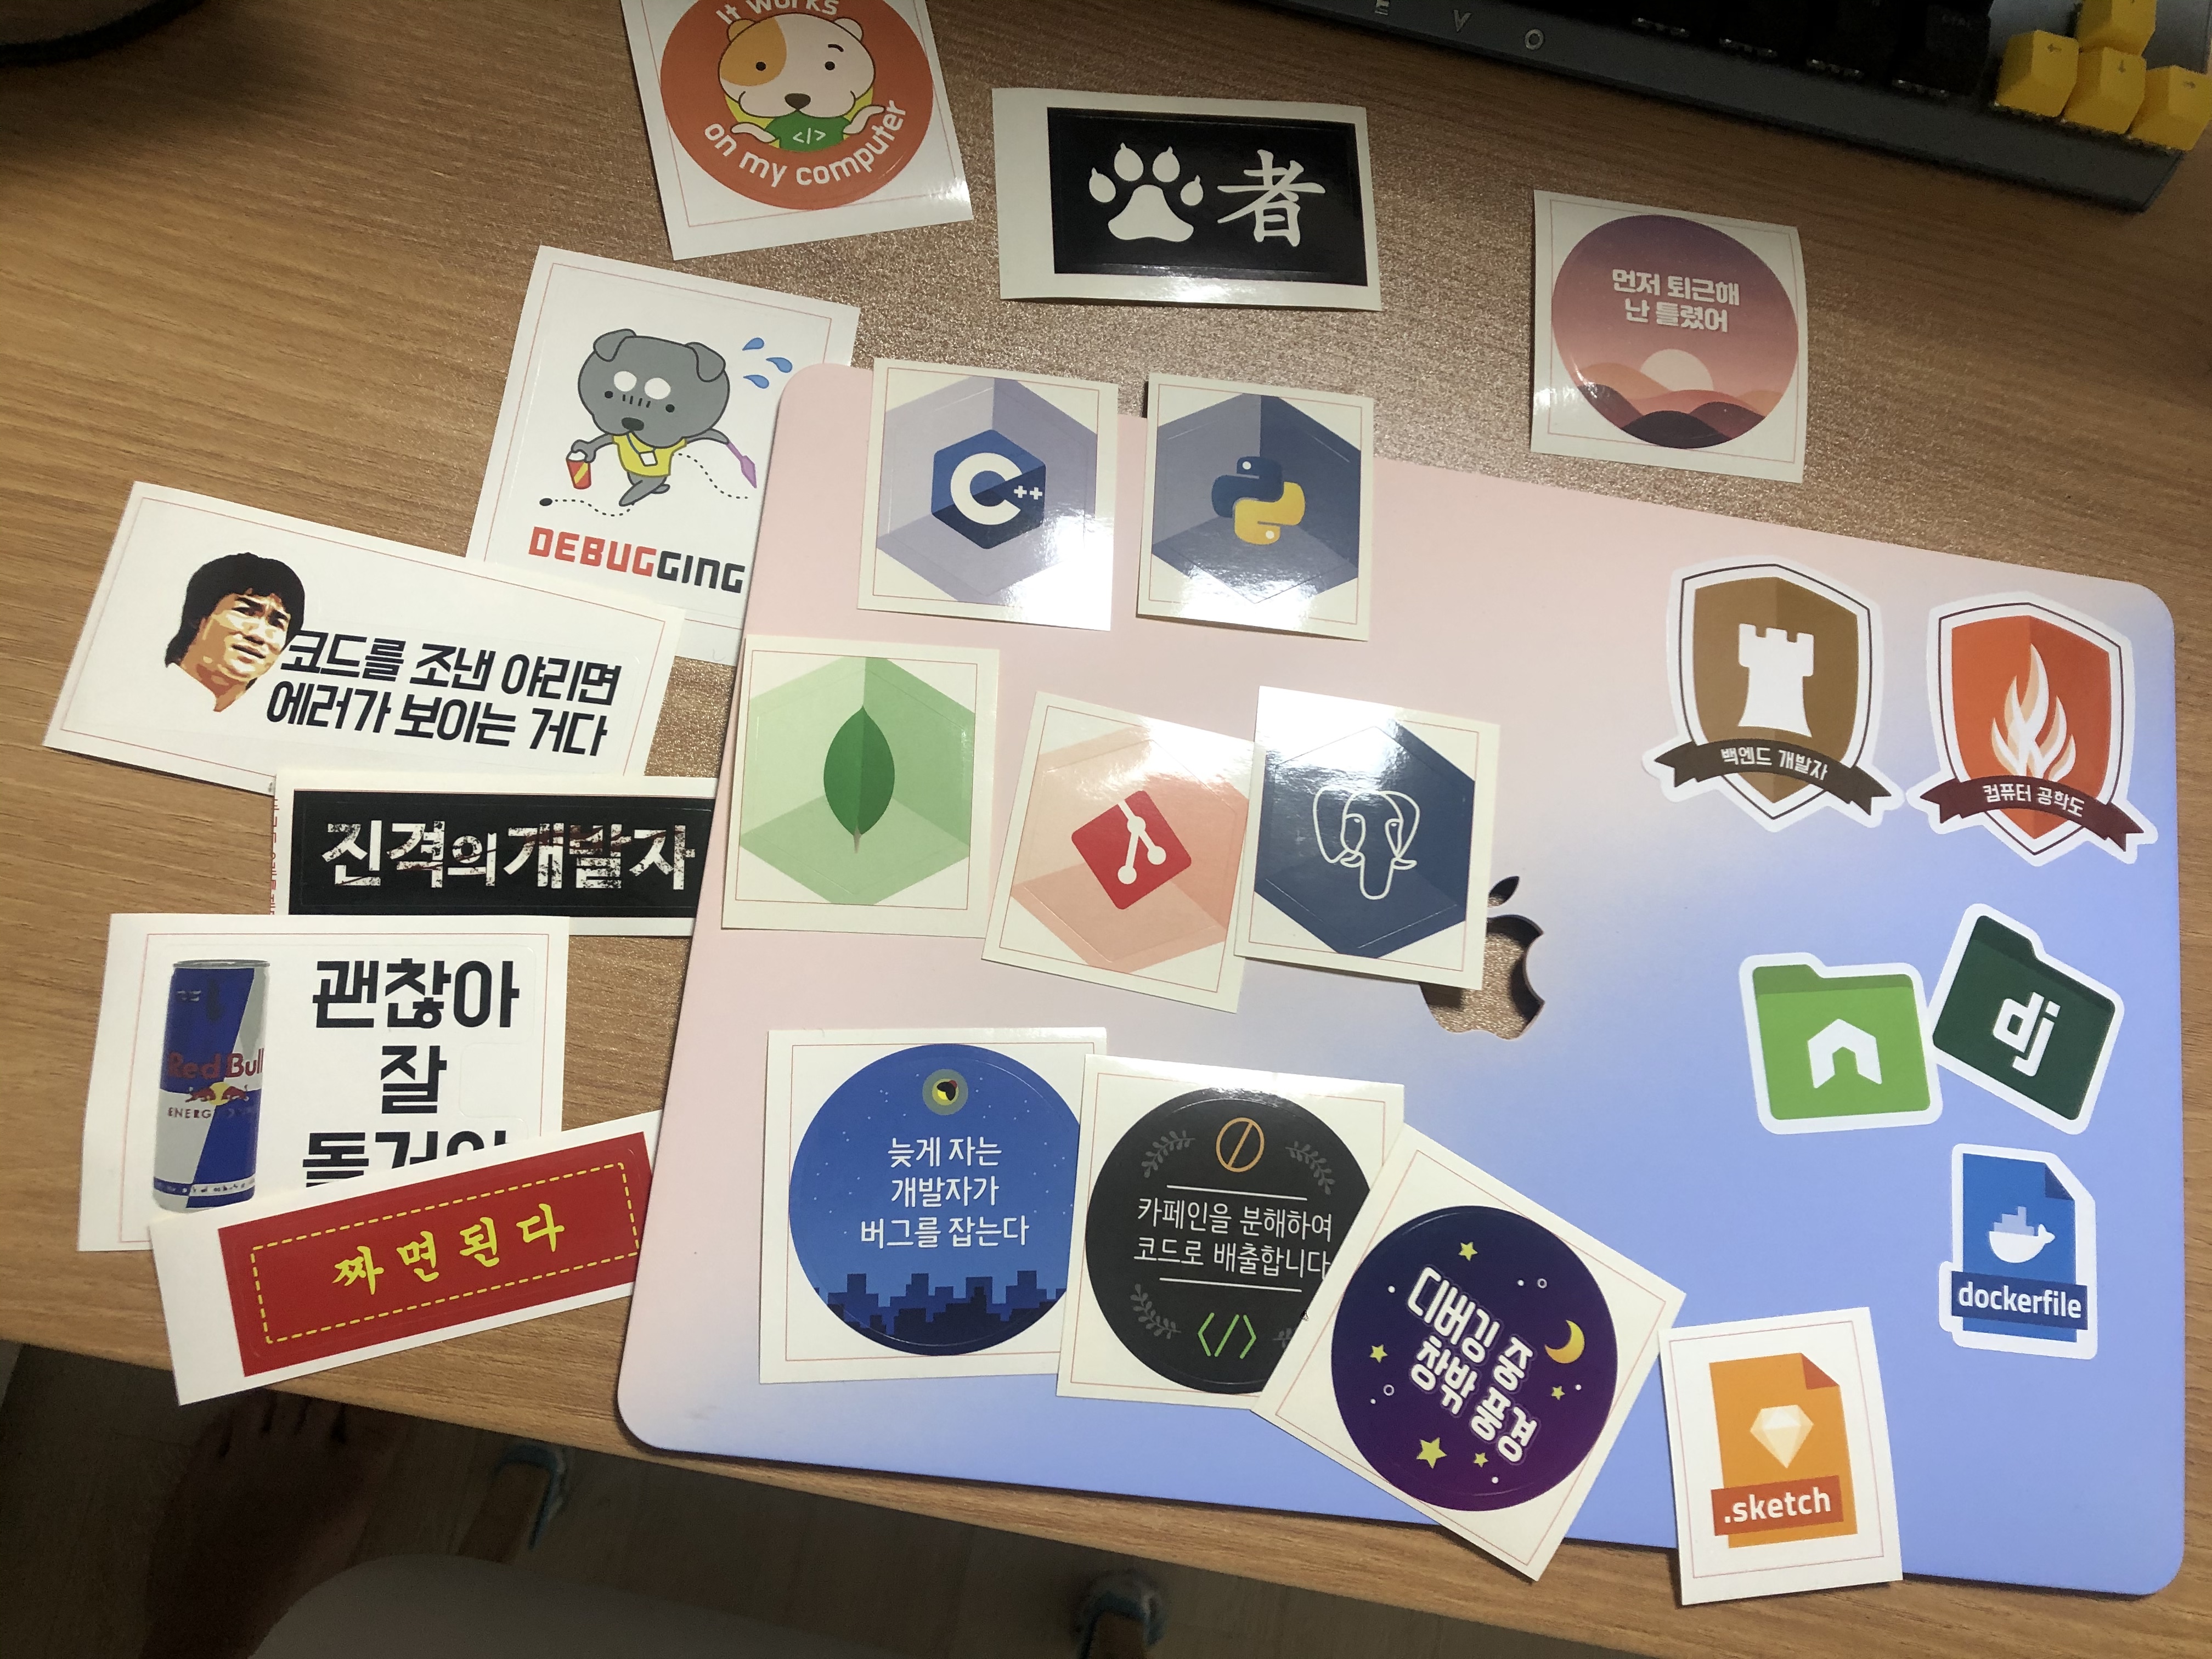 E V O
It works
on my computer
</>
者
먼저 퇴근해
난 틀렸어
DEBUGGING
C++
코드를 조낸 야리면
에러가 보이는 거다
백엔드 개발자
컴퓨터 공학도
진격의개발자
괜찮아
잘
Red Bull
짜면된다
dj
늦게 자는
개발자가
버그를 잡는다
카페인을 분해하여
코드로 배출합니다
</>
디버깅 중
창밖 풍경
dockerfile
.sketch